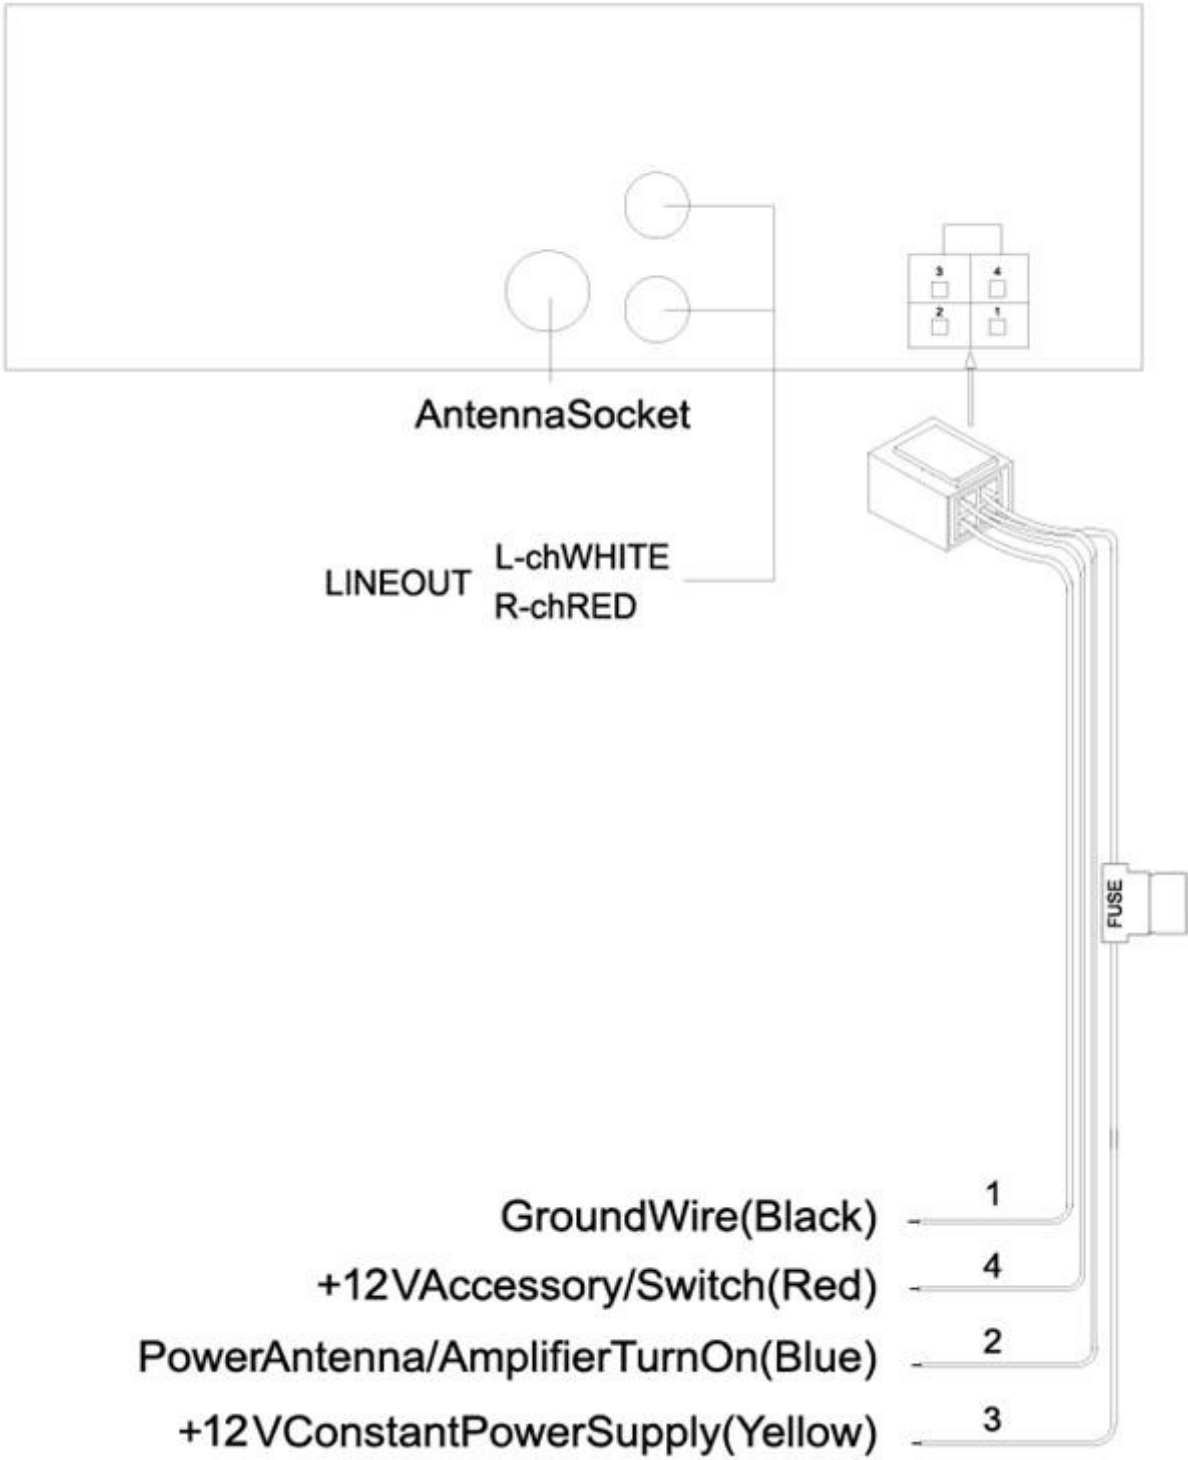 3 4
2 1
AntennaSocket
L-chWHITE
LINEOUT
R-chRED
FUSE
GroundWire(Black) 1
+12VAccessory/Switch(Red) 4
PowerAntenna/AmplifierTurnOn(Blue) 2
+12VConstantPowerSupply(Yellow) 3